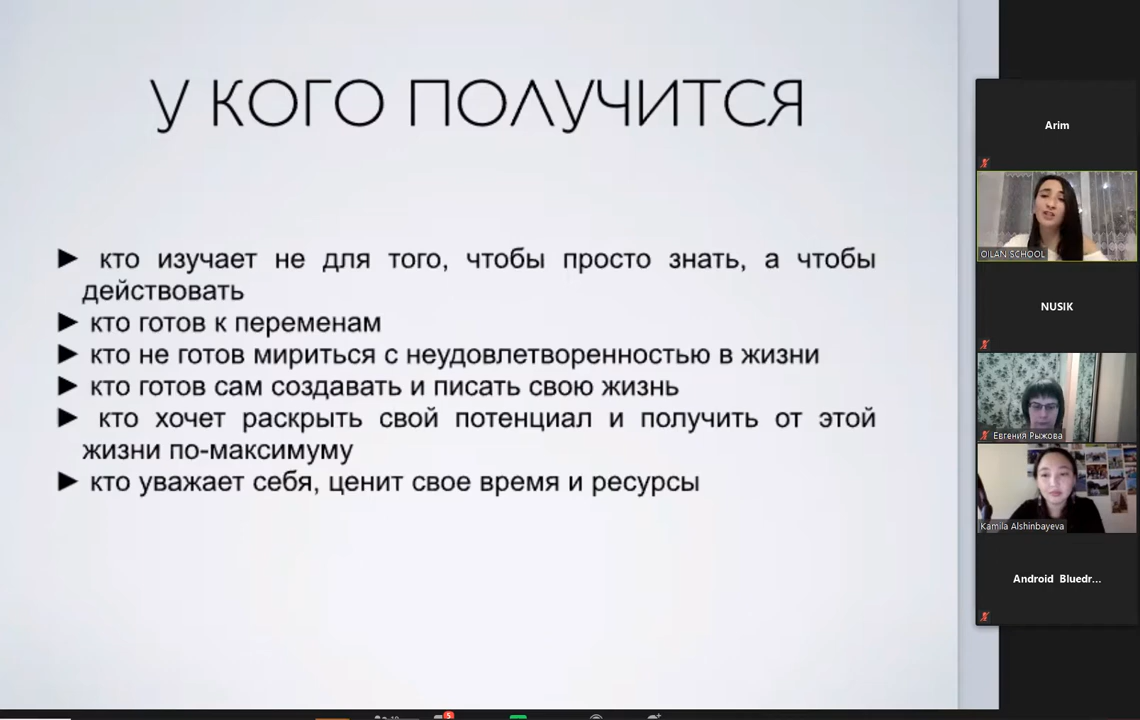 У КОГО ПОЛУЧИТСЯ
► кто изучает не для того, чтобы просто знать, а чтобы
действовать
► кто готов к переменам
► кто не готов мириться с неудовлетворенностью в жизни
► кто готов сам создавать и писать свою жизнь
► кто хочет раскрыть свой потенциал и получить от этой
жизни по-максимуму
► кто уважает себя, ценит свое время и ресурсы
Arim
OILAN SCHOOL
NUSIK
Евгения Рыжова
Kamila Alshinbayeva
Android Bluedr...
5